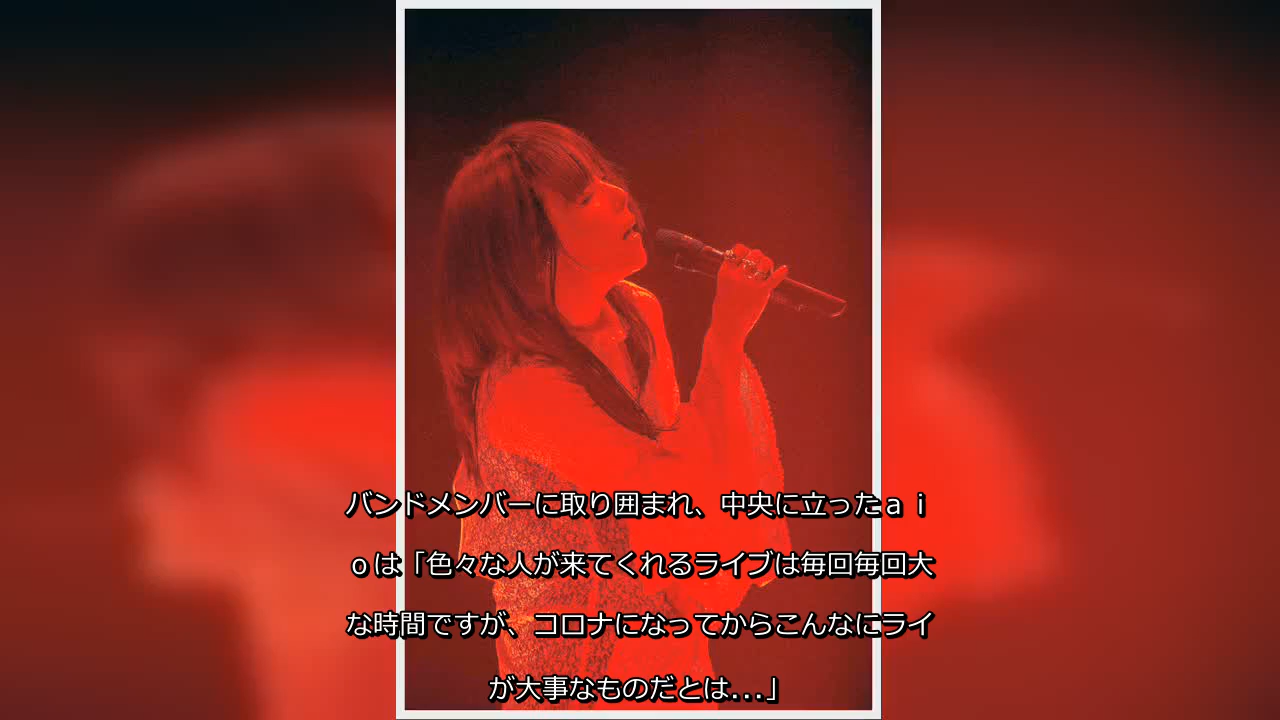 バンドメンバーに取り囲まれ、中央に立ったａｉ
ｏは「色々な人が来てくれるライブは毎回毎回大
な時間ですが、コロナになってからこんなにライ
が大事なものだとは...」